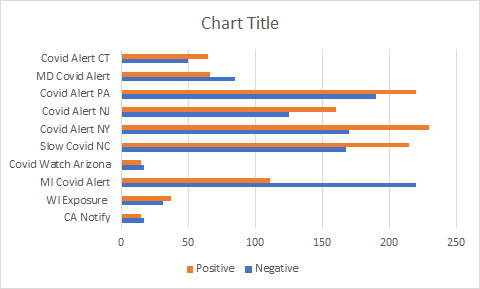 Chart Title
Covid Alert CT
MD Covid Alert
Covid Alert PA
Covid Alert NJ
Covid Alert NY
Slow Covid NC
Covid Watch Arizona
MI Covid Alert
WI Exposure
CA Notify
0 50 100 150 200 250
Positive Negative